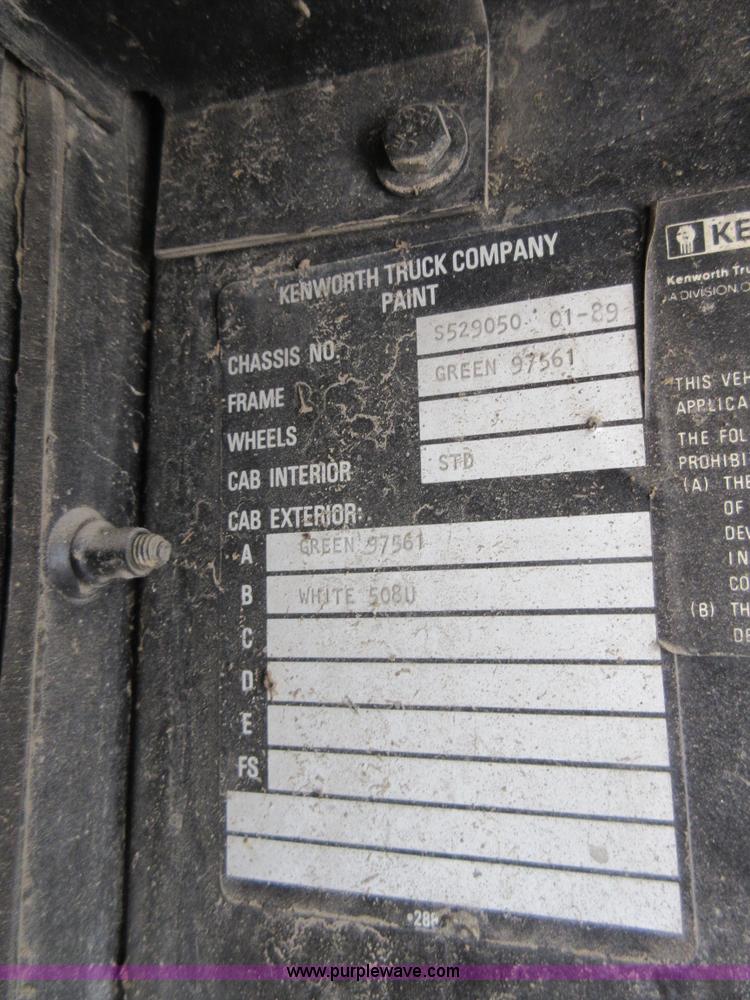 KENWORTH TRUCK COMPANY
PAINT
CHASSIS NO. S529050 01-89
FRAME GREEN 97561
WHEELS
CAB INTERIOR STD
CAB EXTERIOR:
A GREEN 97561
B WHITE 508U
C
D
E
FS
KE
Kenworth Tru
A DIVISION O
THIS VEH
APPLICA
THE FOL
PROHIBI
(A) THE
OF
DEV
IN
CO
(B) TH
DE
www.purplewave.com